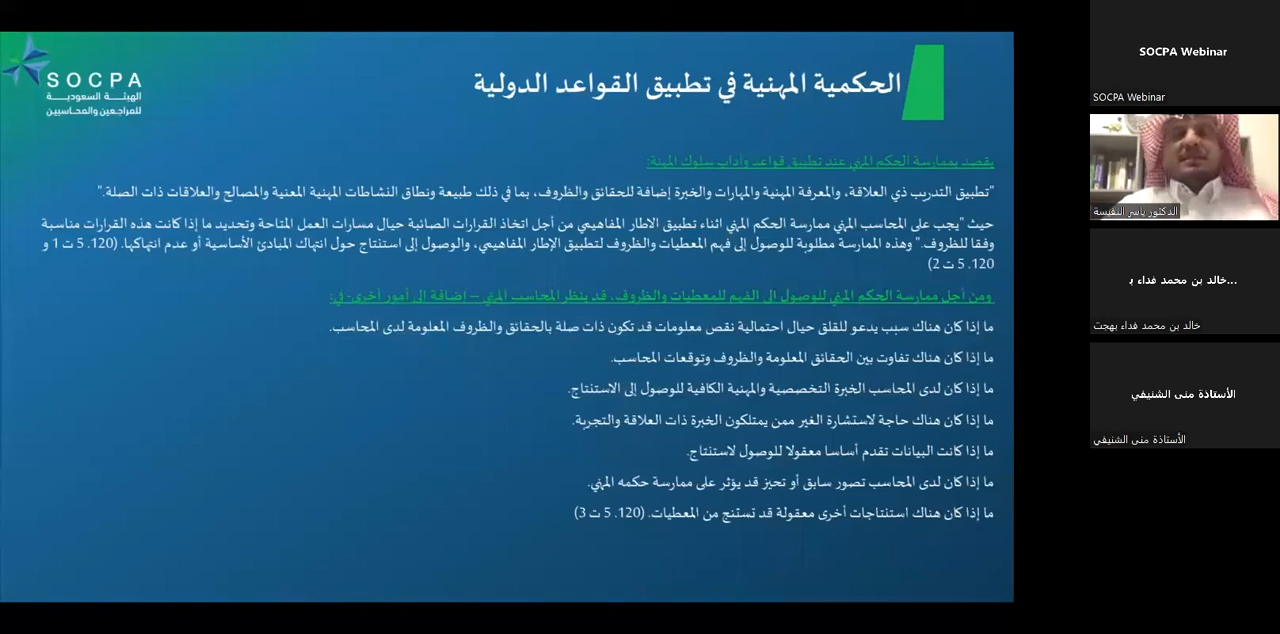 SOCPA
الهيئة السعودية
للمراجعين والمحاسبين
الحكمية المهنية في تطبيق القواعد الدولية
يقصد بممارسة الحكم المهني عند تطبيق قواعد وآداب سلوك المهنة:
"تطبيق التدريب ذي العلاقة، والمعرفة المهنية والمهارات والخبرة إضافة للحقائق والظروف، بما في ذلك طبيعة ونطاق النشاطات المهنية المعنية والمصالح والعلاقات ذات الصلة."
حيث "يجب على المحاسب المهني ممارسة الحكم المهني اثناء تطبيق الاطار المفاهيمي من أجل اتخاذ القرارات الصائبة حيال مسارات العمل المتاحة وتحديد ما إذا كانت هذه القرارات مناسبة
وفقا للظروف." وهذه الممارسة مطلوبة للوصول إلى فهم المعطيات والظروف لتطبيق الإطار المفاهيمي، والوصول إلى استنتاج حول انتهاك المبادئ الأساسية أو عدم انتهاكها. (120. 5 ت 1 و
120. 5 ت 2)
ومن أجل ممارسة الحكم المهني للوصول الى الفهم للمعطيات والظروف، قد ينظر المحاسب المهني – إضافة الى أمور أخرى- في:
ما إذا كان هناك سبب يدعو للقلق حيال احتمالية نقص معلومات قد تكون ذات صلة بالحقائق والظروف المعلومة لدى المحاسب.
ما إذا كان هناك تفاوت بين الحقائق المعلومة والظروف وتوقعات المحاسب.
ما إذا كان لدى المحاسب الخبرة التخصصية والمهنية الكافية للوصول إلى الاستنتاج.
ما إذا كان هناك حاجة لاستشارة الغير ممن يمتلكون الخبرة ذات العلاقة والتجربة.
ما إذا كانت البيانات تقدم أساسا معقولا للوصول لاستنتاج.
ما إذا كان لدى المحاسب تصور سابق أو تحيز قد يؤثر على ممارسة حكمه المهني.
ما إذا كان هناك استنتاجات أخرى معقولة قد تستنج من المعطيات. (120. 5 ت 3)
SOCPA Webinar
SOCPA Webinar
الدكتور ياسر النفيسة
خالد بن محمد فداء ب...
خالد بن محمد فداء بهجت
الأستاذة منى الشنيفي
الأستاذة منى الشنيفي